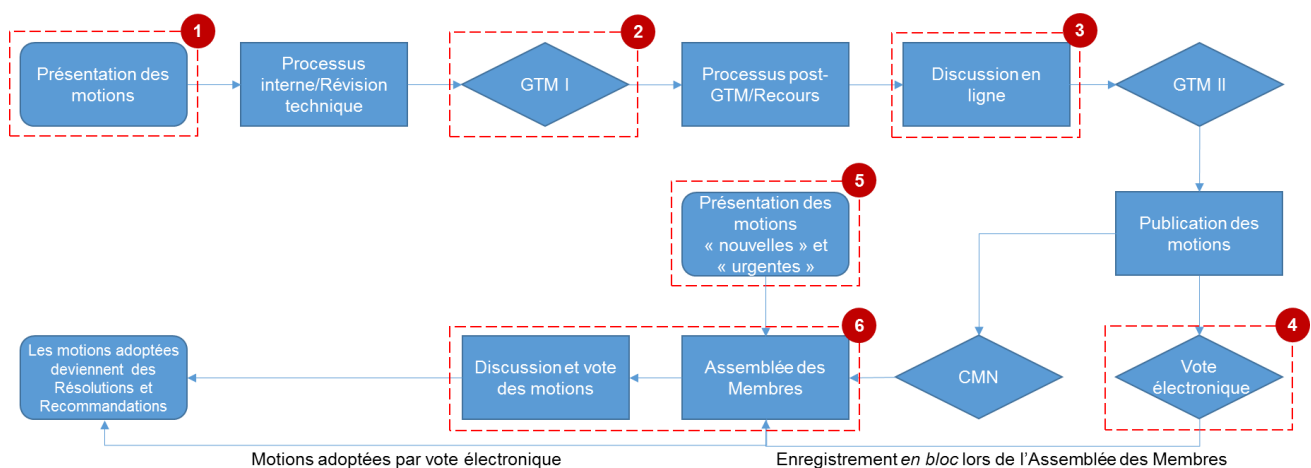 1
Présentation des
motions
Processus
interne/Révision
technique
2
GTM I
Processus post-
GTM/Recours
3
Discussion en
ligne
GTM II
5
Présentation des
motions
« nouvelles » et
« urgentes »
Publication des
motions
4
Vote
électronique
CMN
6
Assemblée des
Membres
Discussion et vote
des motions
Les motions adoptées
deviennent des
Résolutions et
Recommandations
Motions adoptées par vote électronique
Enregistrement en bloc lors de l'Assemblée des Membres